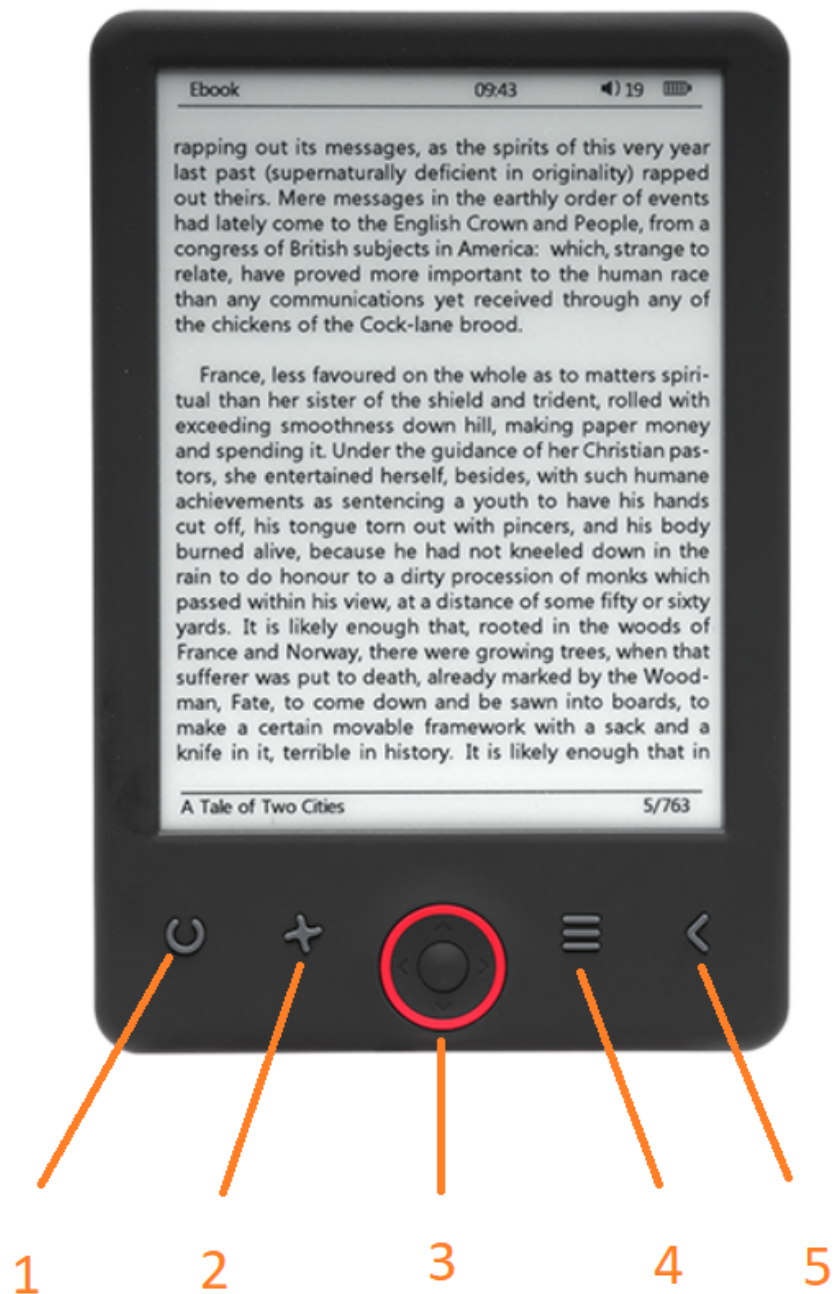 Ebook 09:43 19
rapping out its messages, as the spirits of this very year
last past (supernaturally deficient in originality) rapped
out theirs. Mere messages in the earthly order of events
had lately come to the English Crown and People, from a
congress of British subjects in America: which, strange to
relate, have proved more important to the human race
than any communications yet received through any of
the chickens of the Cock-lane brood.
France, less favoured on the whole as to matters spiri-
tual than her sister of the shield and trident, rolled with
exceeding smoothness down hill, making paper money
and spending it. Under the guidance of her Christian pas-
tors, she entertained herself, besides, with such humane
achievements as sentencing a youth to have his hands
cut off, his tongue torn out with pincers, and his body
burned alive, because he had not kneeled down in the
rain to do honour to a dirty procession of monks which
passed within his view, at a distance of some fifty or sixty
yards. It is likely enough that, rooted in the woods of
France and Norway, there were growing trees, when that
sufferer was put to death, already marked by the Wood-
man, Fate, to come down and be sawn into boards, to
make a certain movable framework with a sack and a
knife in it, terrible in history. It is likely enough that in
A Tale of Two Cities 5/763
1 2 3 4 5